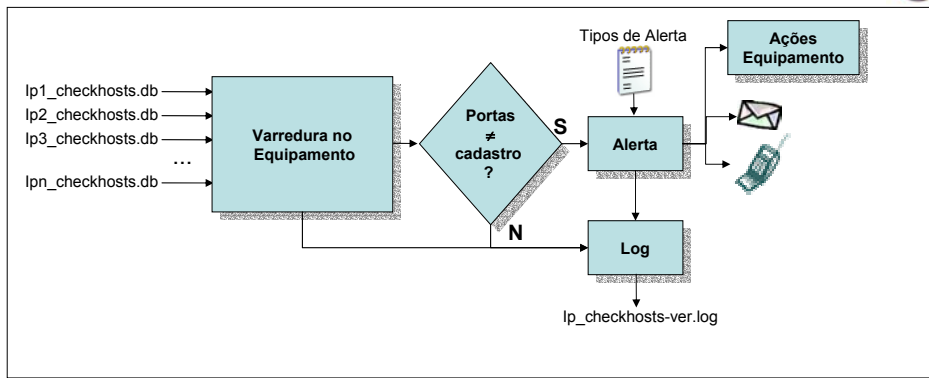 Tipos de Alerta
Ações
Equipamento
Ip1_checkhosts.db
Ip2_checkhosts.db
Ip3_checkhosts.db
...
Ipn_checkhosts.db
Varredura no
Equipamento
Portas
≠
cadastro
?
S
Alerta
N
Log
Ip_checkhosts-ver.log